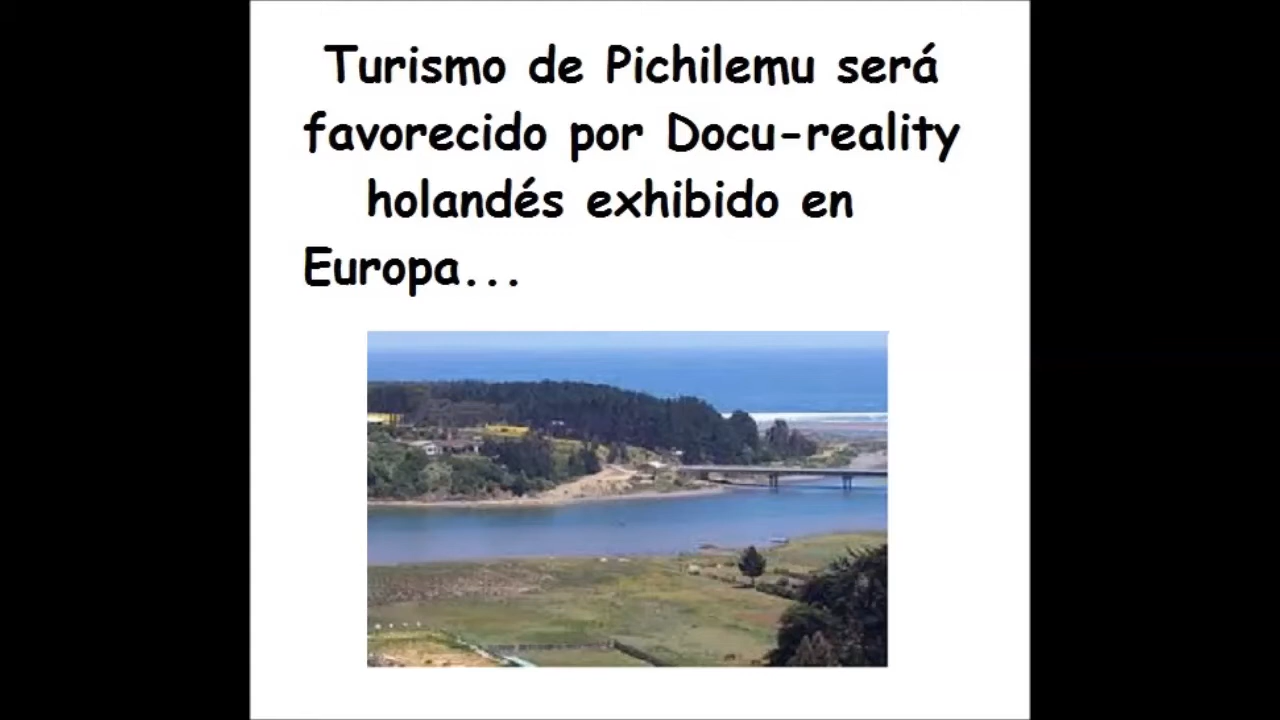 Turismo de Pichilemu será
favorecido por Docu-reality
holandés exhibido en
Europa...